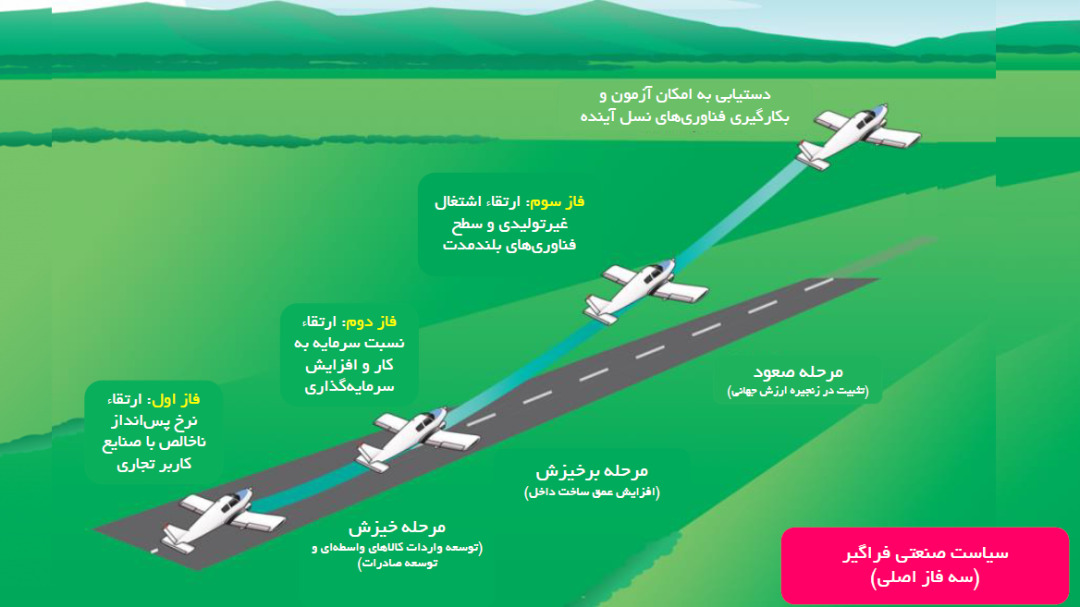 دستیابی به امکان آزمون و
بکارگیری فناوری‌های نسل آینده
فاز سوم: ارتقاء اشتغال
غیرتولیدی و سطح
فناوری‌های بلندمدت
فاز دوم: ارتقاء
نسبت سرمایه به
کار و افزایش
سرمایه‌گذاری
فاز اول: ارتقاء
نرخ پس‌انداز
ناخالص با صنایع
کاربر تجاری
مرحله صعود
(تثبیت در زنجیره ارزش جهانی)
مرحله برخیزش
(افزایش عمق ساخت داخل)
مرحله خیزش
(توسعه واردات کالاهای واسطه‌ای و
توسعه صادرات)
سیاست صنعتی فراگیر
(سه فاز اصلی)